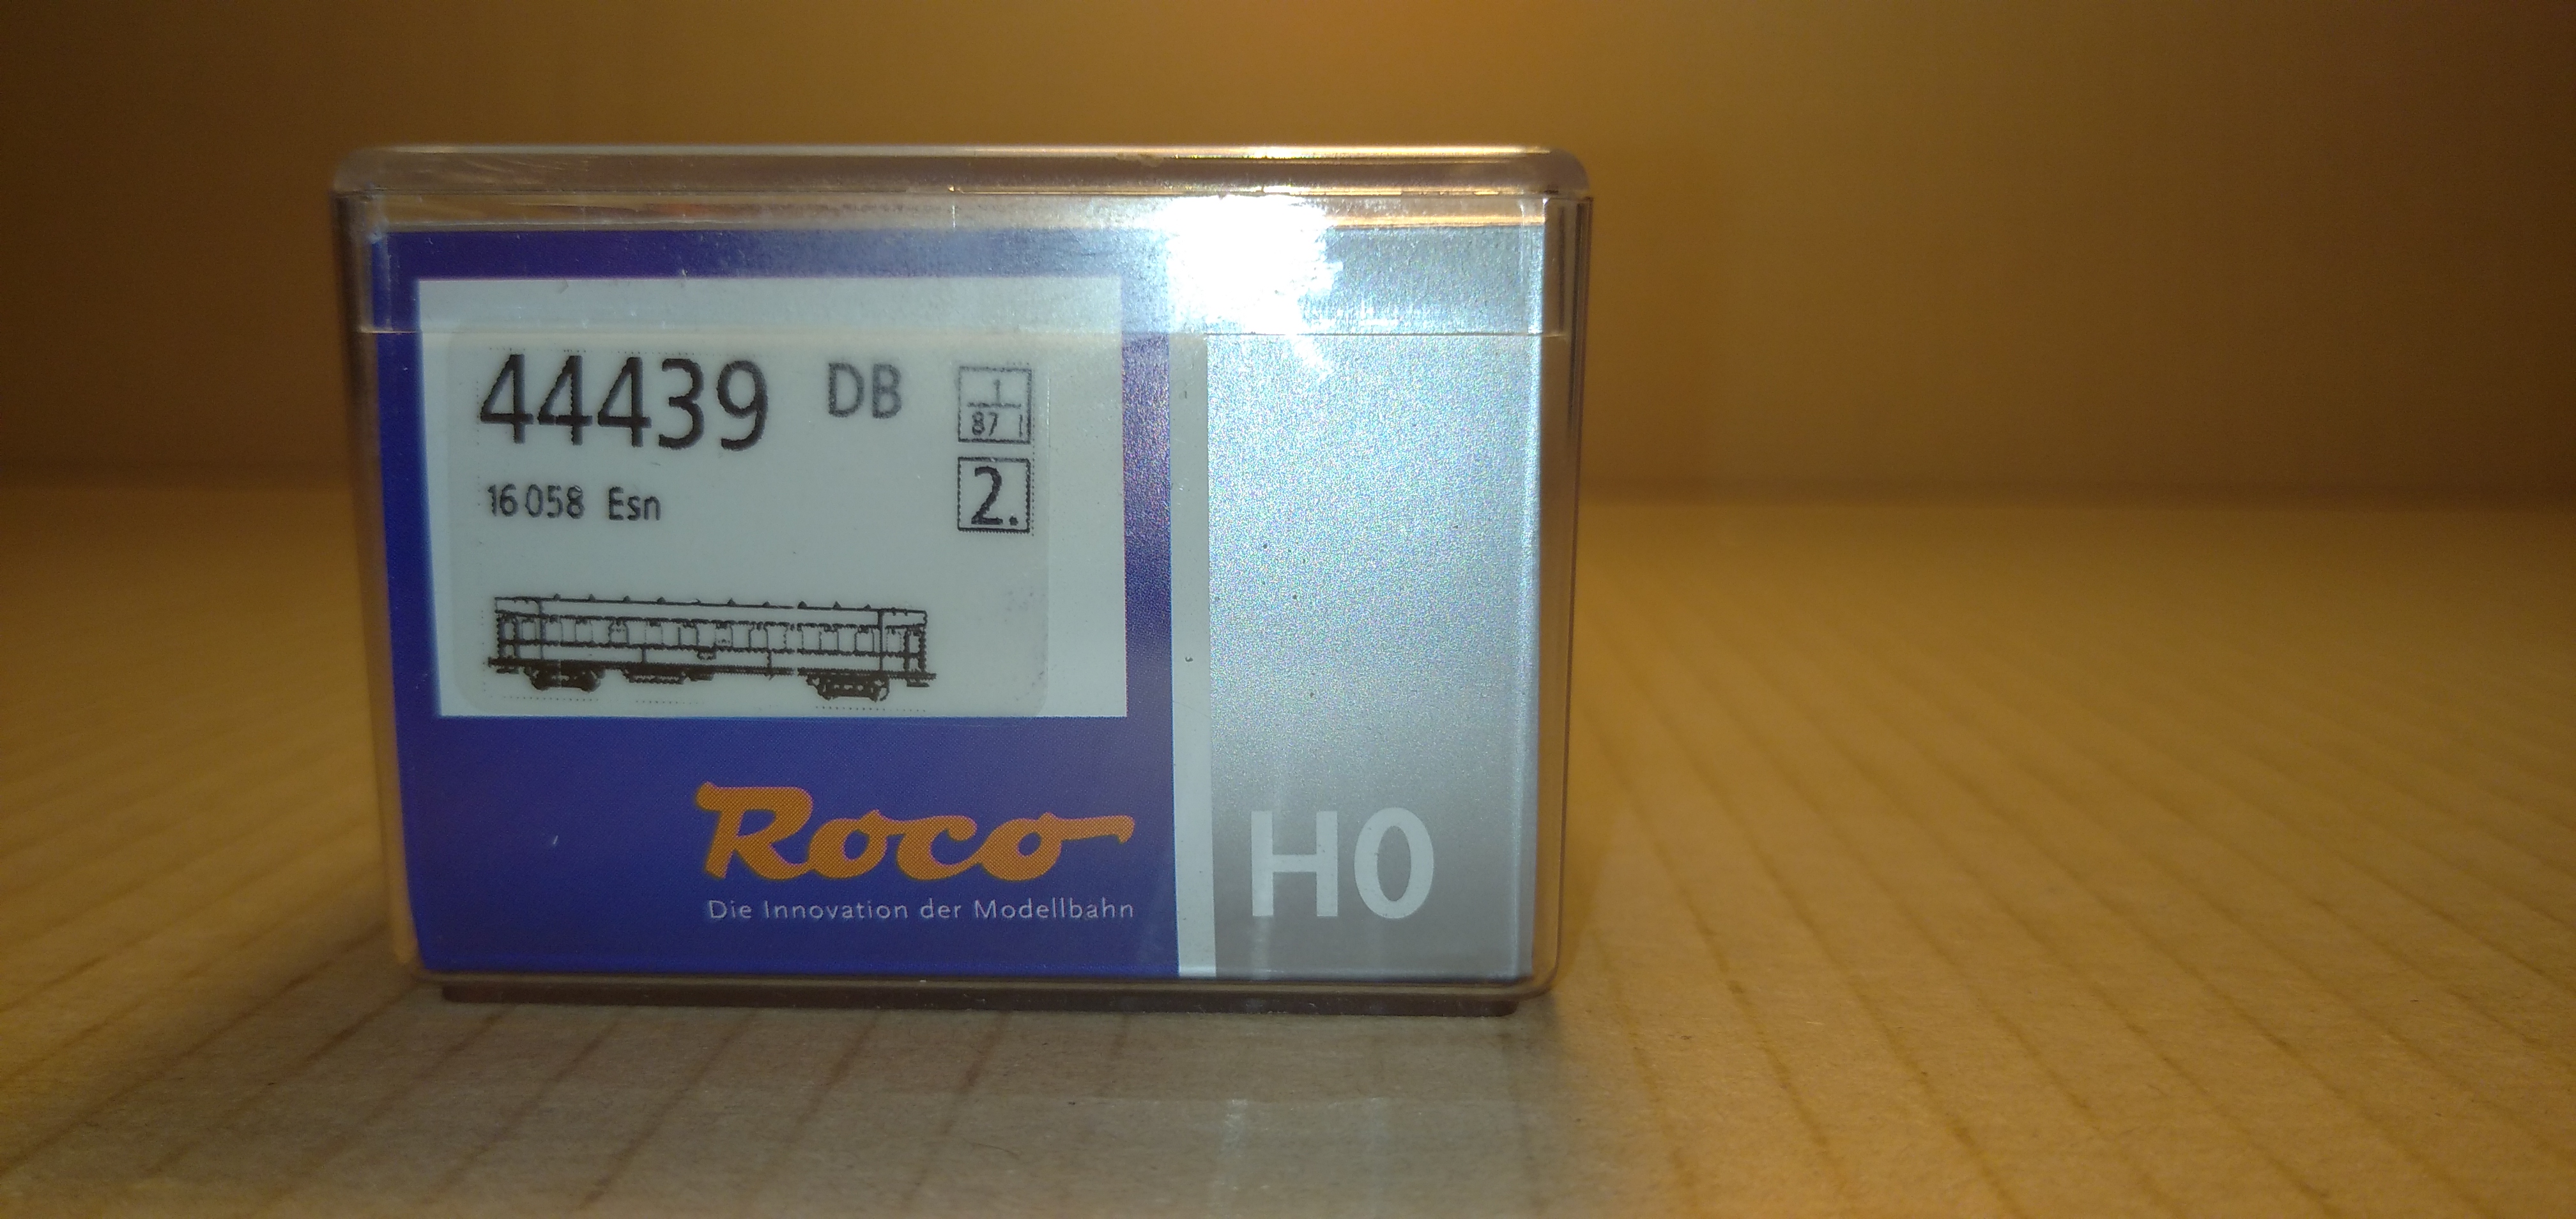 44439 DB
1
87
16 058 Esn
2.
Roco
Die Innovation der Modellbahn
H0